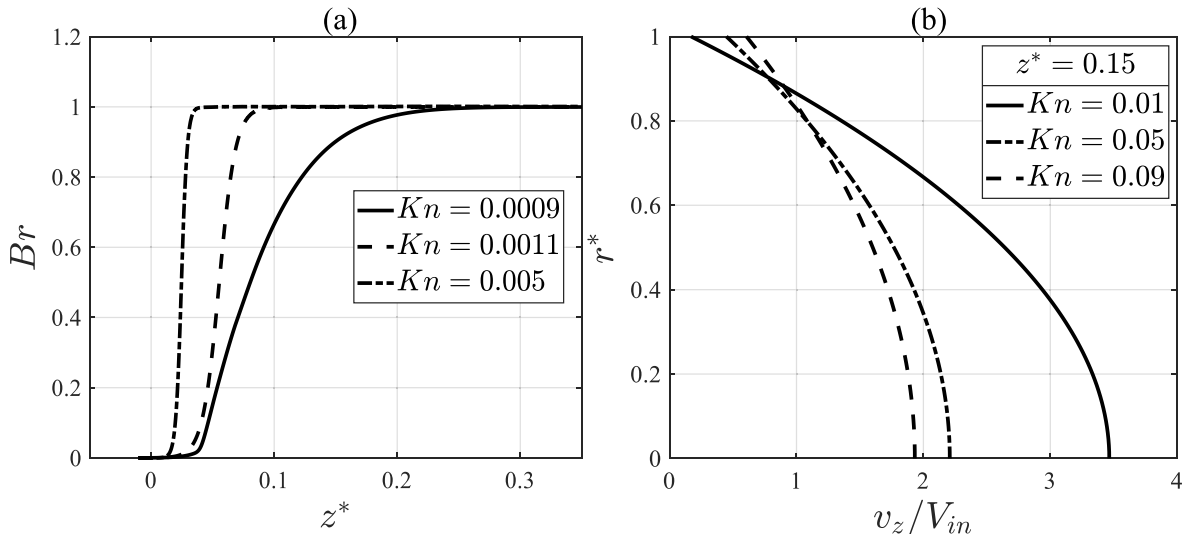 (a)
1.2
1
0.8
0.6
0.4
0.2
0
Br
0
0.1
0.2
0.3
z*
Kn = 0.0009
Kn = 0.0011
Kn = 0.005
(b)
1
0.8
0.6
0.4
0.2
0
r*
0
1
2
3
4
v_z/V_{in}
z* = 0.15
Kn = 0.01
Kn = 0.05
Kn = 0.09